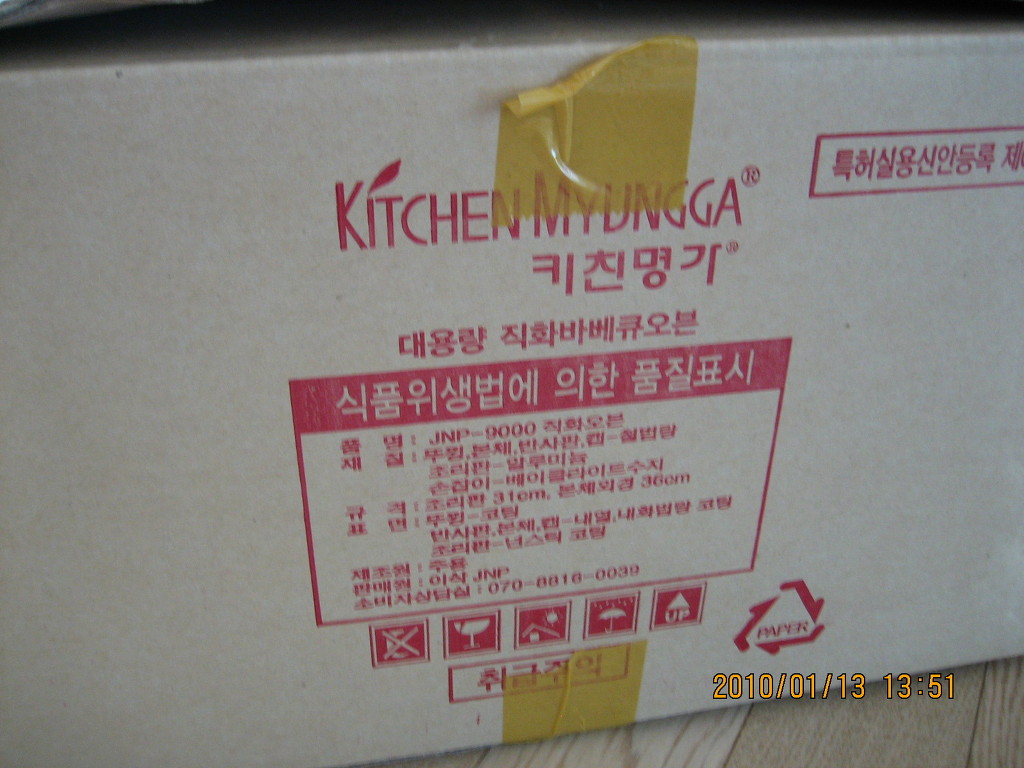 KITCHEN MYUNGGA®
키친명가®
특허실용신안등록
대용량 직화바베큐오븐
식품위생법에 의한 품질표시
품 명 : JNP-9000 직화오븐
재 질 : 뚜껑,본체,반사판,캡-철법랑
조리판-알루미늄
손잡이-베이클라이트수지
규 격 : 조리판 31cm, 본체외경 36cm
표 면 : 뚜껑-코팅
반사판,본체,캡-내열,내화법랑 코팅
조리판-넌스틱 코팅
제조원 : 주용
판매원 : 이삭 JNP
소비자상담실 : 070-8816-0039
UP
PAPER
취급주의
2010/01/13 13:51